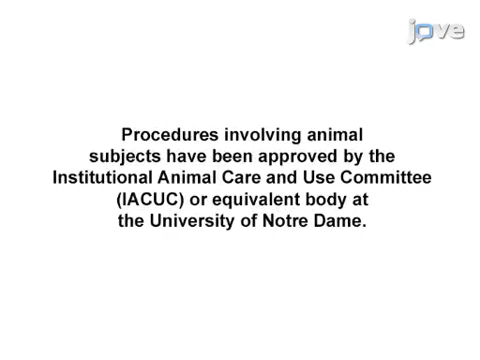 jove
Procedures involving animal
subjects have been approved by the
Institutional Animal Care and Use Committee
(IACUC) or equivalent body at
the University of Notre Dame.